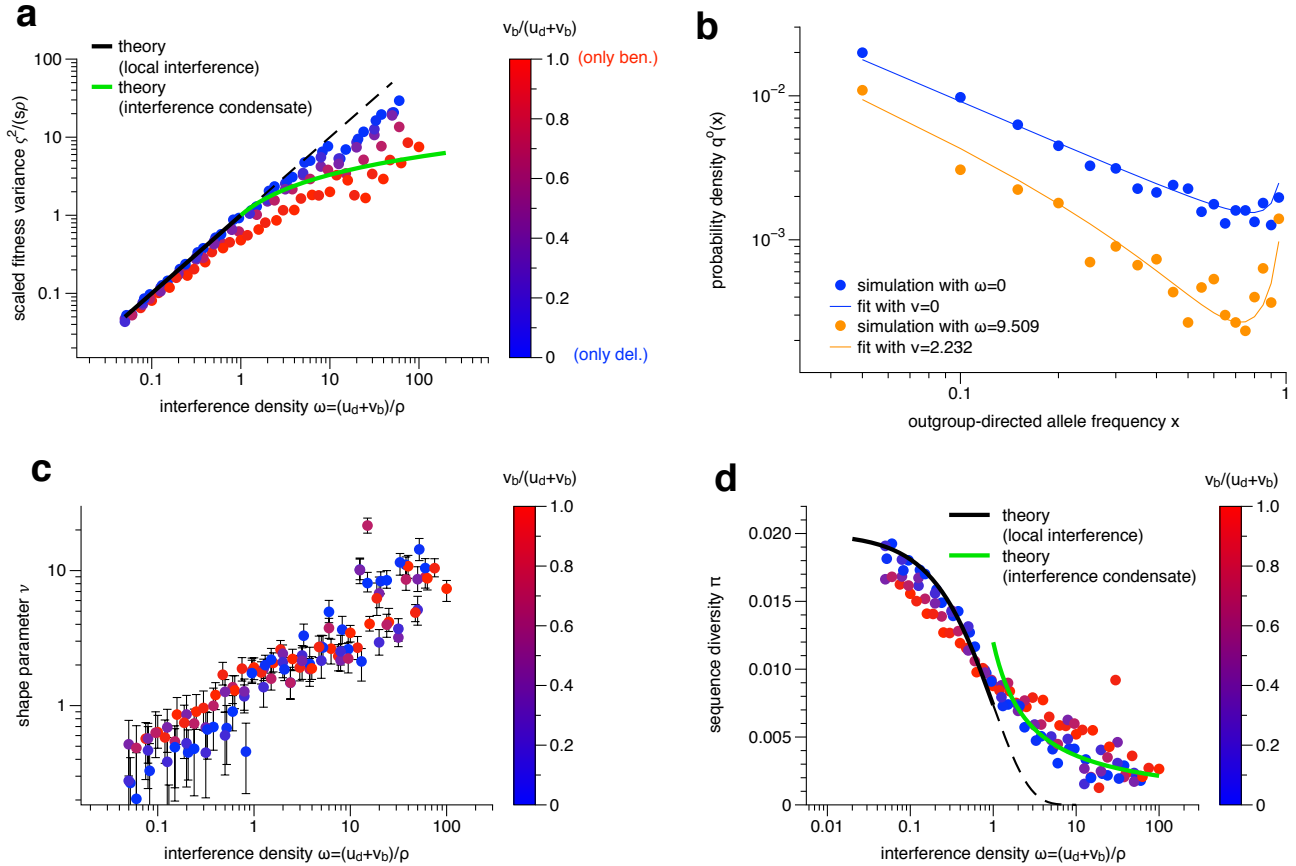 a
theory
(local interference)
theory
(interference condensate)
scaled fitness variance ς²/(sρ)
100
10
1
0.1
0.1
1
10
100
interference density ω=(u_d+v_b)/ρ
v_b/(u_d+v_b)
1.0
0.8
0.6
0.4
0.2
0
(only ben.)
(only del.)
b
probability density q°(x)
10⁻²
10⁻³
simulation with ω=0
fit with ν=0
simulation with ω=9.509
fit with ν=2.232
0.1
1
outgroup-directed allele frequency x
c
shape parameter ν
10
1
0.1
1
10
100
interference density ω=(u_d+v_b)/ρ
v_b/(u_d+v_b)
1.0
0.8
0.6
0.4
0.2
0
d
theory
(local interference)
theory
(interference condensate)
sequence diversity π
0.020
0.015
0.010
0.005
0
0.01
0.1
1
10
100
interference density ω=(u_d+v_b)/ρ
v_b/(u_d+v_b)
1.0
0.8
0.6
0.4
0.2
0